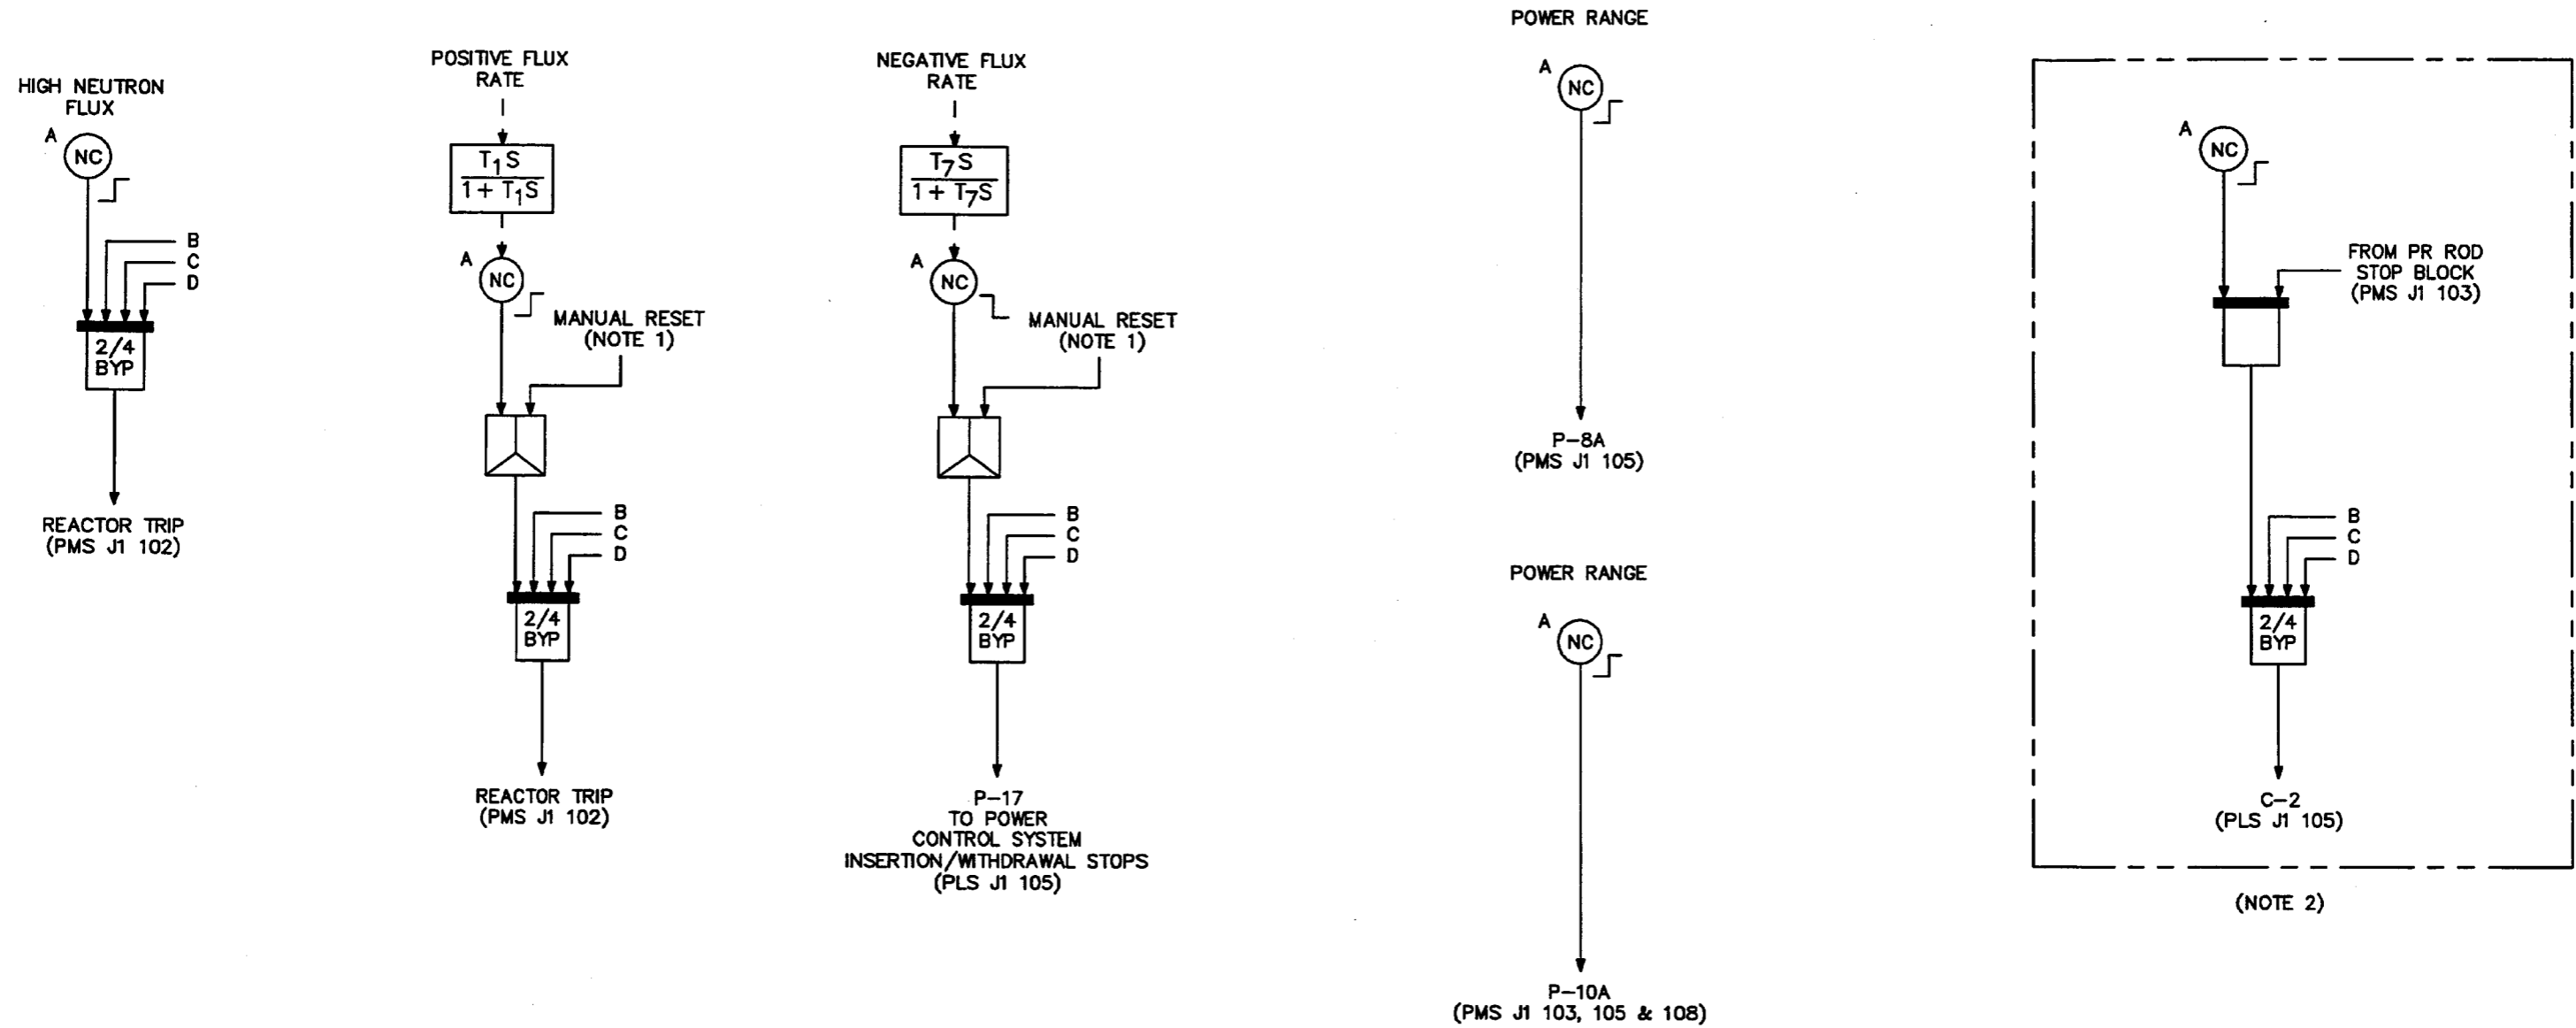 HIGH NEUTRON
FLUX
A
NC
B
C
D
2/4
BYP
REACTOR TRIP
(PMS J1 102)
POSITIVE FLUX
RATE
T1S
1 + T1S
A
NC
MANUAL RESET
(NOTE 1)
B
C
D
2/4
BYP
REACTOR TRIP
(PMS J1 102)
NEGATIVE FLUX
RATE
T7S
1 + T7S
A
NC
MANUAL RESET
(NOTE 1)
B
C
D
2/4
BYP
P-17
TO POWER
CONTROL SYSTEM
INSERTION/WITHDRAWAL STOPS
(PLS J1 105)
POWER RANGE
A
NC
P-8A
(PMS J1 105)
POWER RANGE
A
NC
P-10A
(PMS J1 103, 105 & 108)
A
NC
FROM PR ROD
STOP BLOCK
(PMS J1 103)
B
C
D
2/4
BYP
C-2
(PLS J1 105)
(NOTE 2)